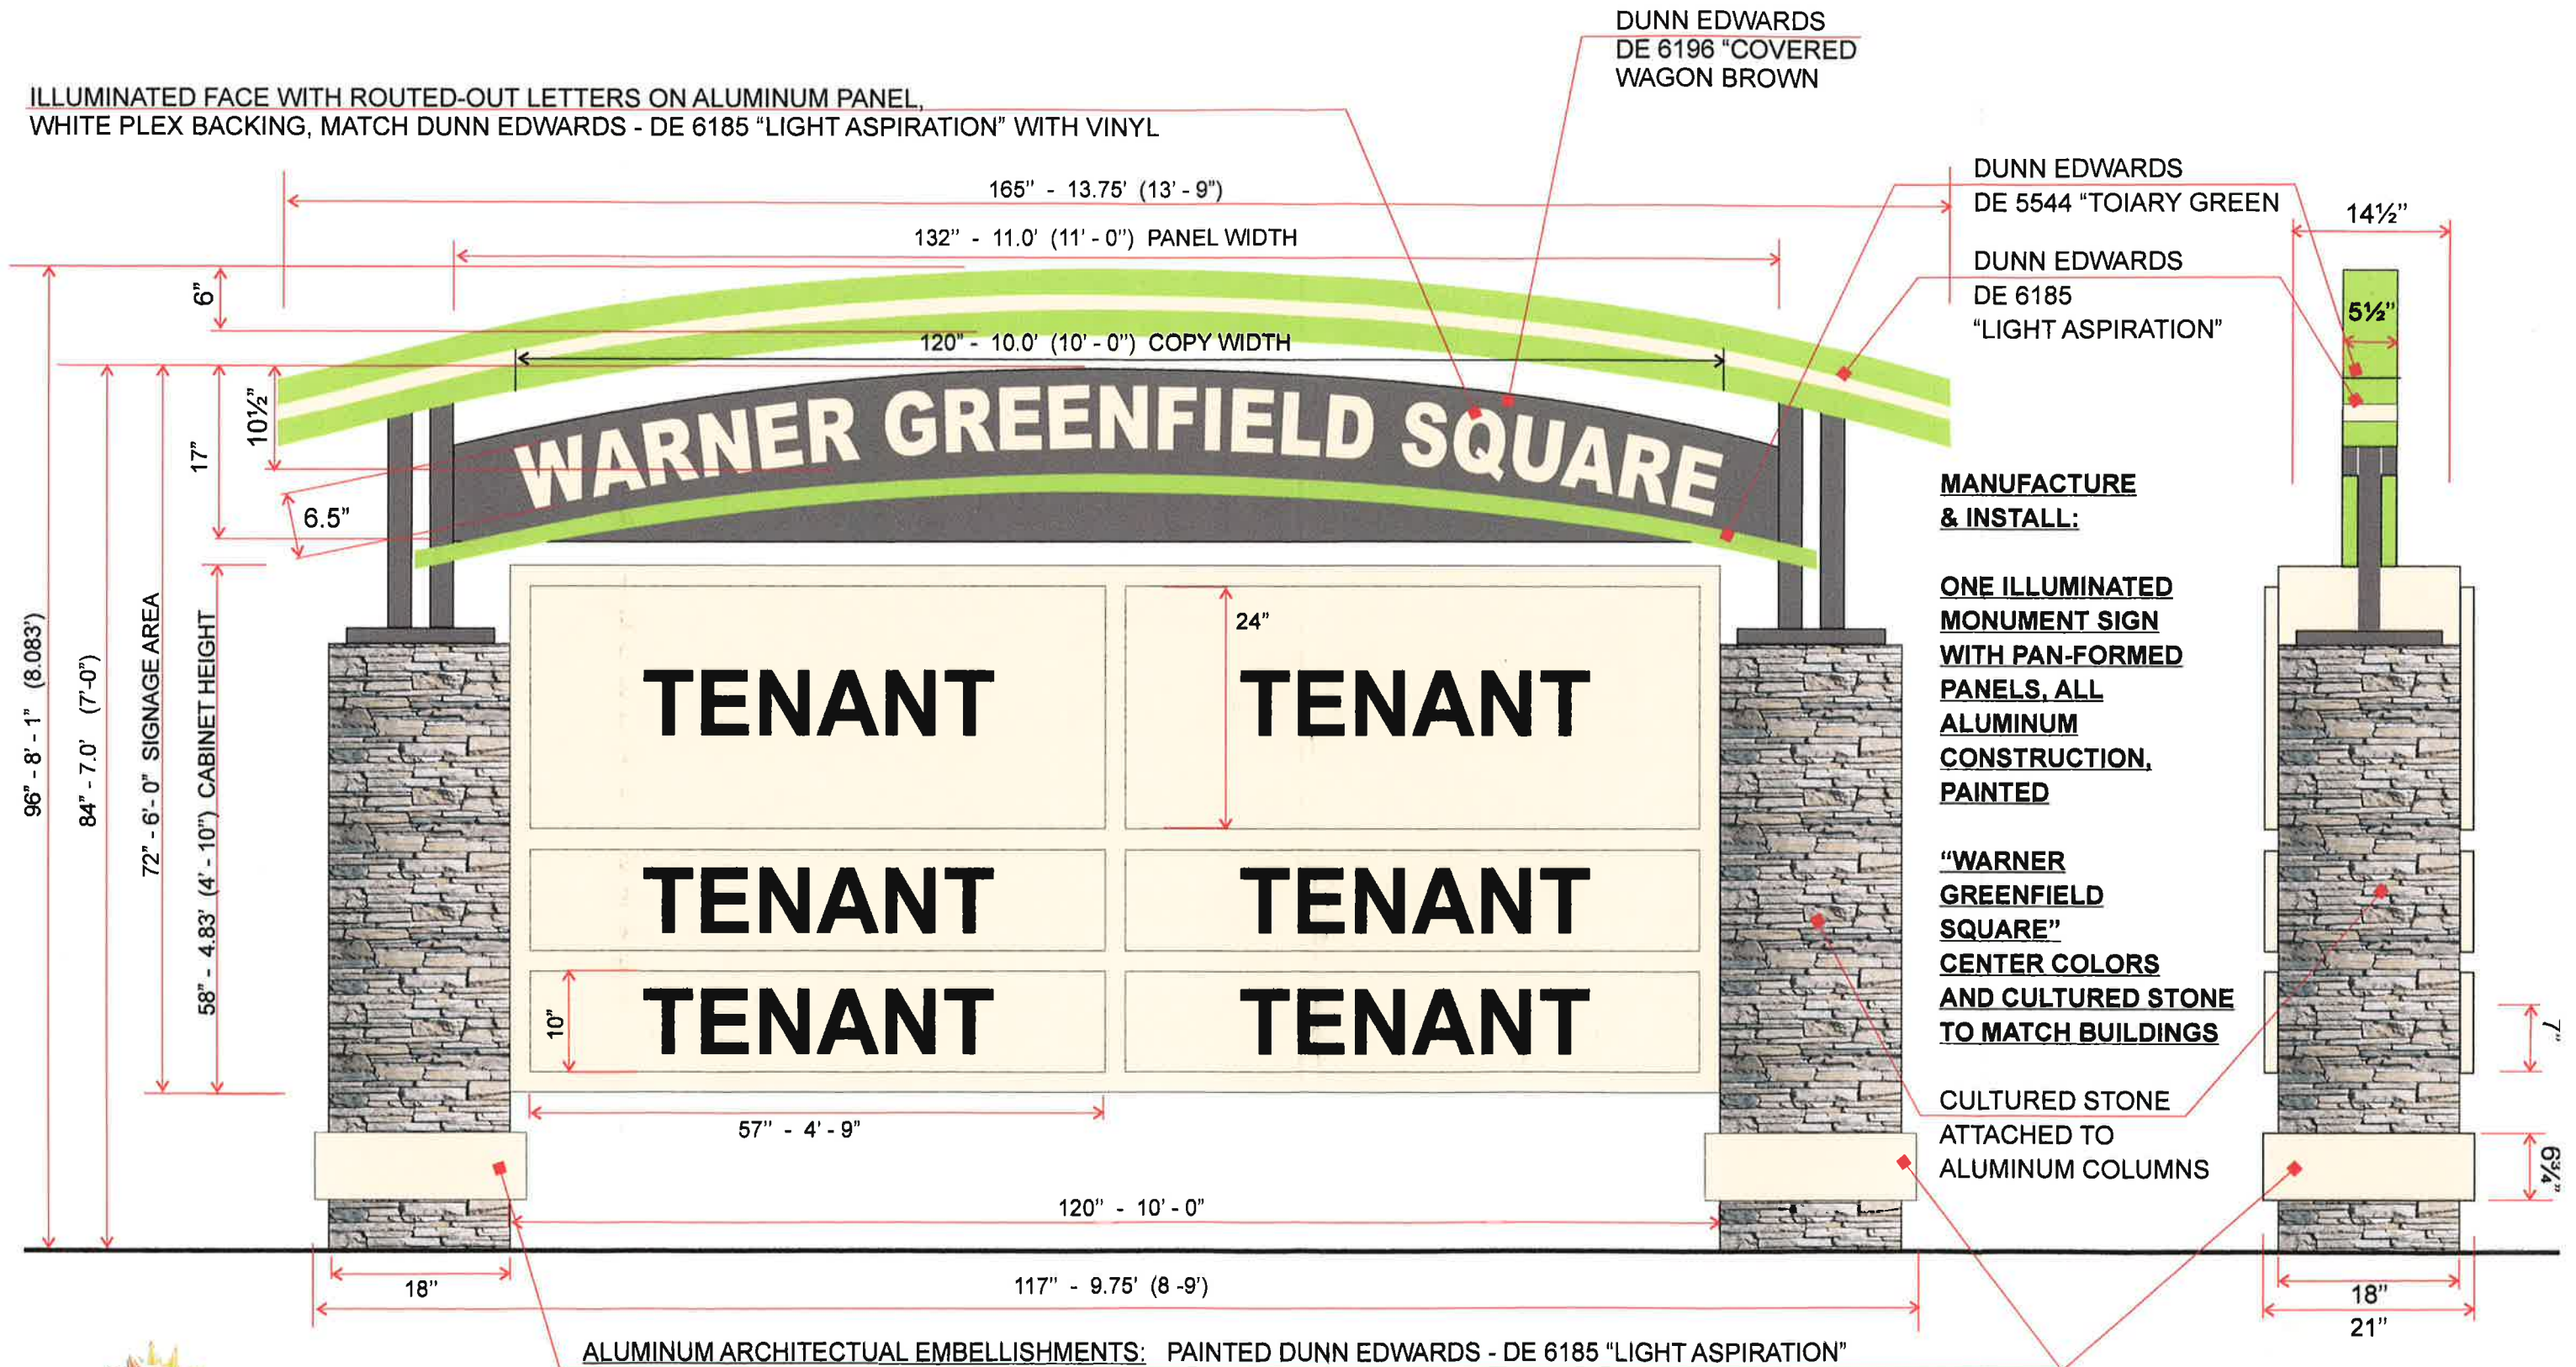 DUNN EDWARDS
DE 6196 “COVERED
WAGON BROWN
ILLUMINATED FACE WITH ROUTED-OUT LETTERS ON ALUMINUM PANEL,
WHITE PLEX BACKING, MATCH DUNN EDWARDS - DE 6185 “LIGHT ASPIRATION” WITH VINYL
165” - 13.75’ (13’ - 9”)
132” - 11.0’ (11’ - 0”) PANEL WIDTH
DUNN EDWARDS
DE 5544 “TOIARY GREEN
14½”
DUNN EDWARDS
DE 6185
“LIGHT ASPIRATION”
5½”
6”
120” - 10.0’ (10’ - 0”) COPY WIDTH
10½”
17”
6.5”
WARNER GREENFIELD SQUARE
96” - 8’ - 1” (8.083’)
84” - 7.0’ (7’-0”)
72” - 6’- 0” SIGNAGE AREA
58” - 4.83’ (4’ - 10”) CABINET HEIGHT
24”
TENANT TENANT
TENANT TENANT
10”
TENANT TENANT
57” - 4’ - 9”
120” - 10’ - 0”
18”
117” - 9.75’ (8 -9’)
MANUFACTURE
& INSTALL:
ONE ILLUMINATED
MONUMENT SIGN
WITH PAN-FORMED
PANELS, ALL
ALUMINUM
CONSTRUCTION,
PAINTED
“WARNER
GREENFIELD
SQUARE”
CENTER COLORS
AND CULTURED STONE
TO MATCH BUILDINGS
CULTURED STONE
ATTACHED TO
ALUMINUM COLUMNS
7”
6¾”
18”
21”
ALUMINUM ARCHITECTUAL EMBELLISHMENTS: PAINTED DUNN EDWARDS - DE 6185 “LIGHT ASPIRATION”